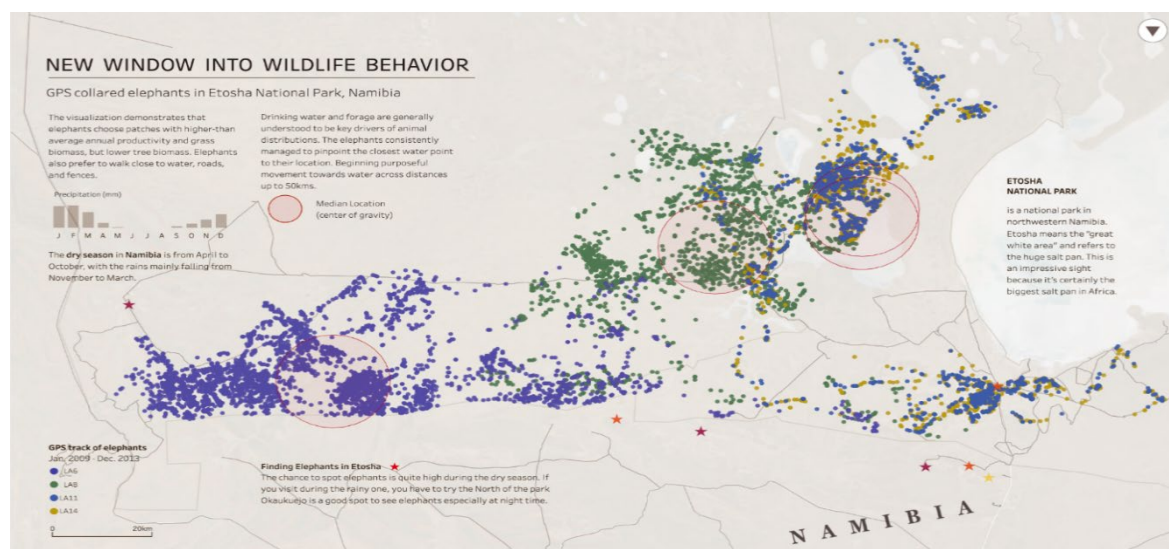 NEW WINDOW INTO WILDLIFE BEHAVIOR
GPS collared elephants in Etosha National Park, Namibia
The visualization demonstrates that
elephants choose patches with higher-than
average annual productivity and grass
biomass, but lower tree biomass. Elephants
also prefer to walk close to water, roads,
and fences.
Drinking water and forage are generally
understood to be key drivers of animal
distributions. The elephants consistently
managed to pinpoint the closest water point
to their location. Beginning purposeful
movement towards water across distances
up to 50kms.
Precipitation (mm)
J F M A M J J A S O N D
Median Location
(center of gravity)
The dry season in Namibia is from April to
October, with the rains mainly falling from
November to March.
ETOSHA
NATIONAL PARK
is a national park in
northwestern Namibia.
Etosha means the "great
white area" and refers to
the huge salt pan. This is
an impressive sight
because it's certainly the
biggest salt pan in Africa.
GPS track of elephants
Jan. 2009 - Dec. 2013
LA6
LA8
LA11
LA14
0 20km
Finding Elephants in Etosha
The chance to spot elephants is quite high during the dry season. If
you visit during the rainy one, you have to try the North of the park
Okaukuejo is a good spot to see elephants especially at night time.
NAMIBIA